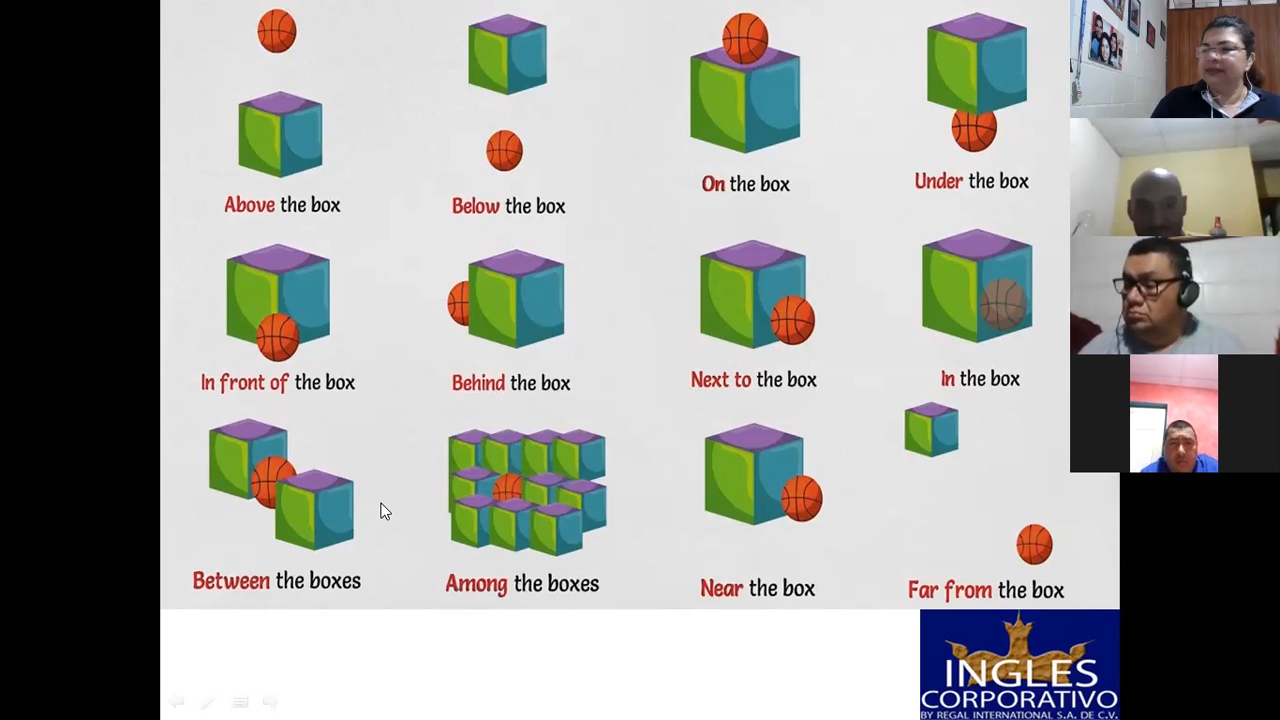 Above the box
Below the box
On the box
Under the box
In front of the box
Behind the box
Next to the box
In the box
Between the boxes
Among the boxes
Near the box
Far from the box
INGLES
CORPORATIVO
BY REGAL INTERNATIONAL S.A. DE C.V.